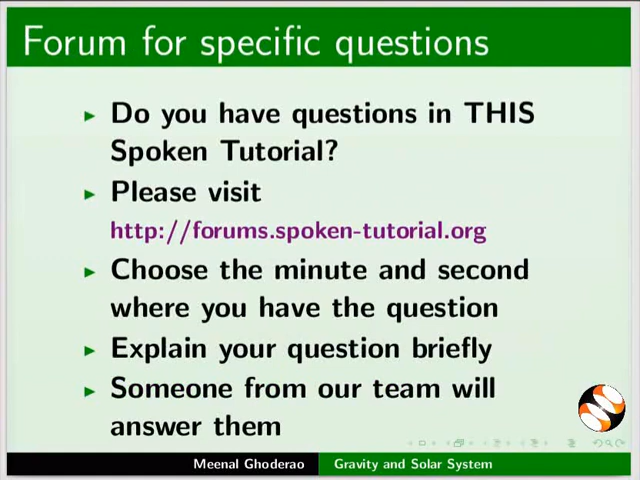 Forum for specific questions
Do you have questions in THIS
Spoken Tutorial?
Please visit
http://forums.spoken-tutorial.org
Choose the minute and second
where you have the question
Explain your question briefly
Someone from our team will
answer them
Meenal Ghoderao Gravity and Solar System